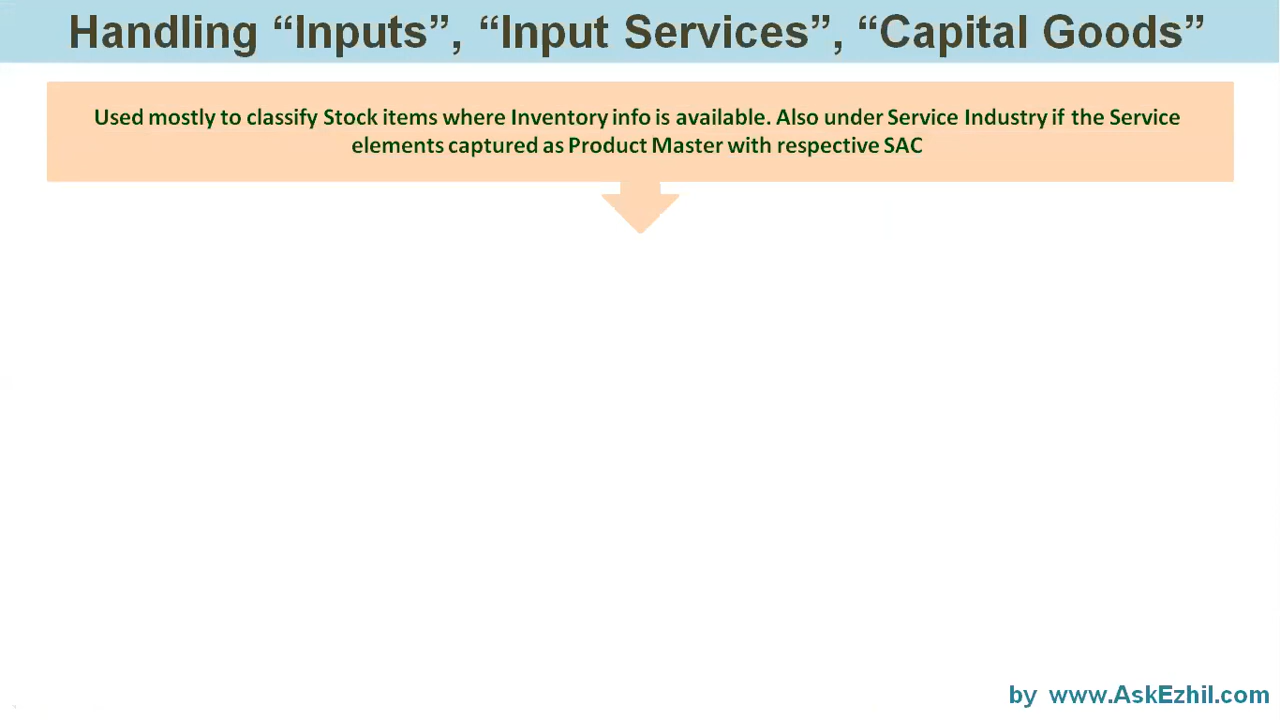 Handling “Inputs”, “Input Services”, “Capital Goods”
Used mostly to classify Stock items where Inventory info is available. Also under Service Industry if the Service
elements captured as Product Master with respective SAC
by www.AskEzhil.com